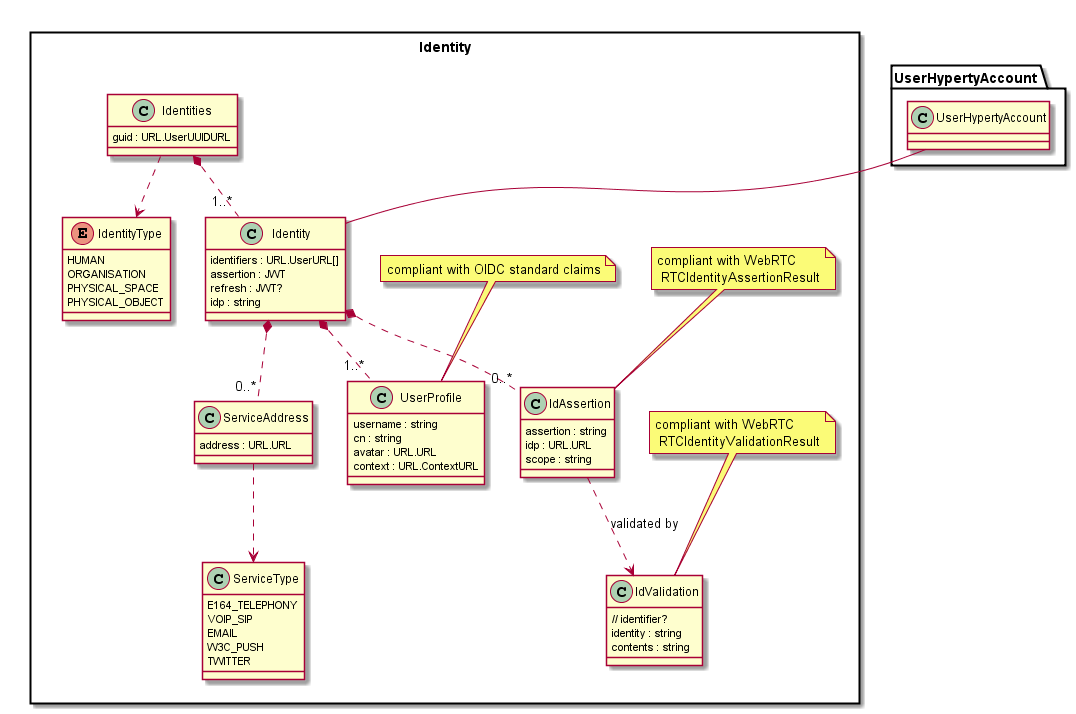 Identity
UserHypertyAccount
C UserHypertyAccount
C Identities
guid : URL.UserUUIDURL
1..*
E IdentityType
HUMAN
ORGANISATION
PHYSICAL_SPACE
PHYSICAL_OBJECT
C Identity
identifiers : URL.UserURL[]
assertion : JWT
refresh : JWT?
idp : string
compliant with OIDC standard claims
compliant with WebRTC
RTCIdentityAssertionResult
0..*
1..*
0..*
C ServiceAddress
address : URL.URL
C UserProfile
username : string
cn : string
avatar : URL.URL
context : URL.ContextURL
C IdAssertion
assertion : string
idp : URL.URL
scope : string
compliant with WebRTC
RTCIdentityValidationResult
validated by
C ServiceType
E164_TELEPHONY
VOIP_SIP
EMAIL
W3C_PUSH
TWITTER
C IdValidation
// identifier?
identity : string
contents : string